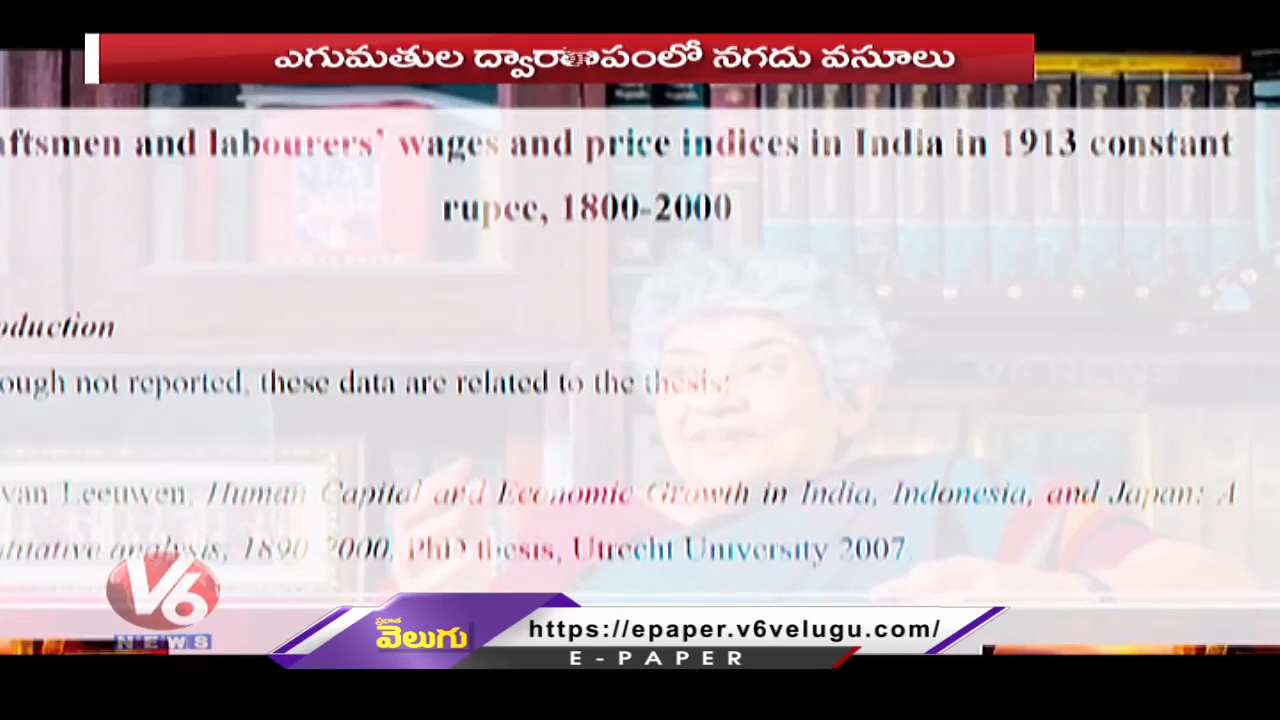 ఎగుమతుల ద్వారా పంలో నగదు వసూలు
aftsmen and labourers' wages and price indices in India in 1913 constant
rupee, 1800-2000
oduction
ough not reported, these data are related to the thesis:
van Leeuwen, Human Capital and Economic Growth in India, Indonesia, and Japan: A
titative analysis, 1890-2000, PhD thesis, Utrecht University 2007
V6
NEWS
ప్రభాత
వెలుగు
https://epaper.v6velugu.com/
E-PAPER